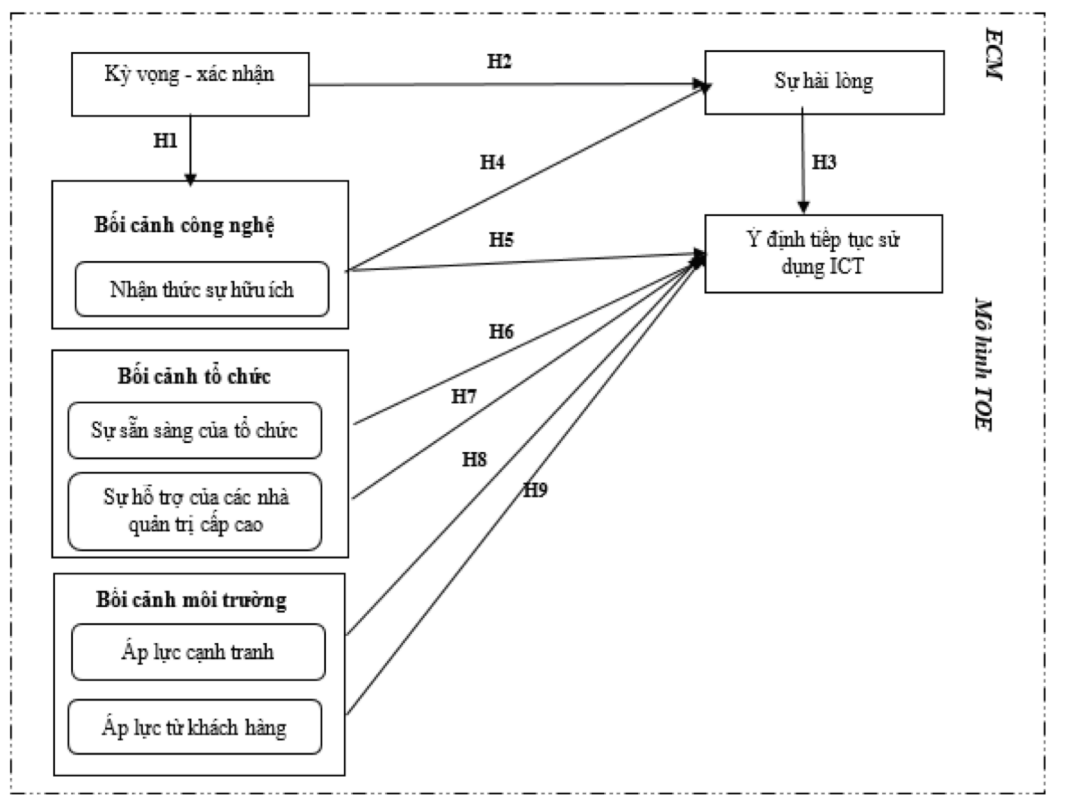 ECM
Kỳ vọng - xác nhận
H2
Sự hài lòng
H1
H4
H3
Bối cảnh công nghệ
Nhận thức sự hữu ích
H5
Ý định tiếp tục sử
dụng ICT
Mô hình TOE
H6
Bối cảnh tổ chức
Sự sẵn sàng của tổ chức
H7
Sự hỗ trợ của các nhà
quản trị cấp cao
H8
H9
Bối cảnh môi trường
Áp lực cạnh tranh
Áp lực từ khách hàng